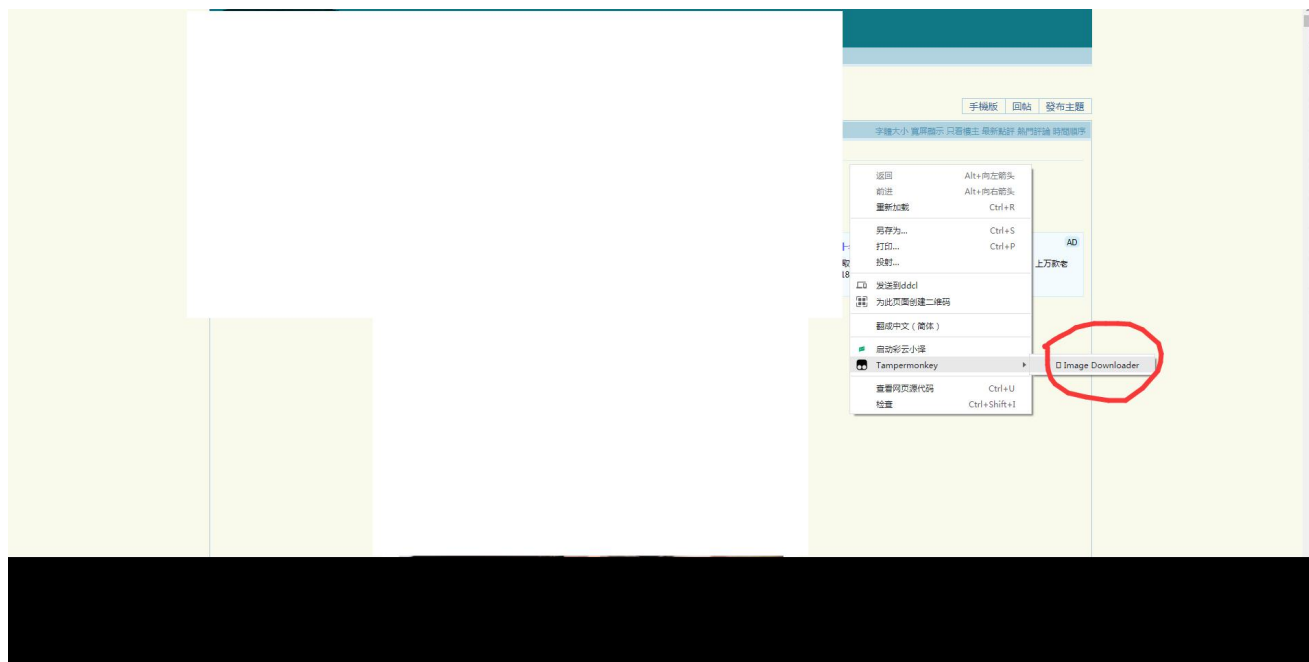 手機版 回帖 發布主題
字體大小 寬屏顯示 只看樓主 最新點評 熱門評論 時間順序
返回 Alt+向左箭头
前进 Alt+向右箭头
重新加载 Ctrl+R
另存为... Ctrl+S
打印... Ctrl+P
投射...
AD
上万款老
18
发送到ddcl
为此页面创建二维码
翻成中文（简体）
启动彩云小译
Tampermonkey
Image Downloader
查看网页源代码 Ctrl+U
检查 Ctrl+Shift+I